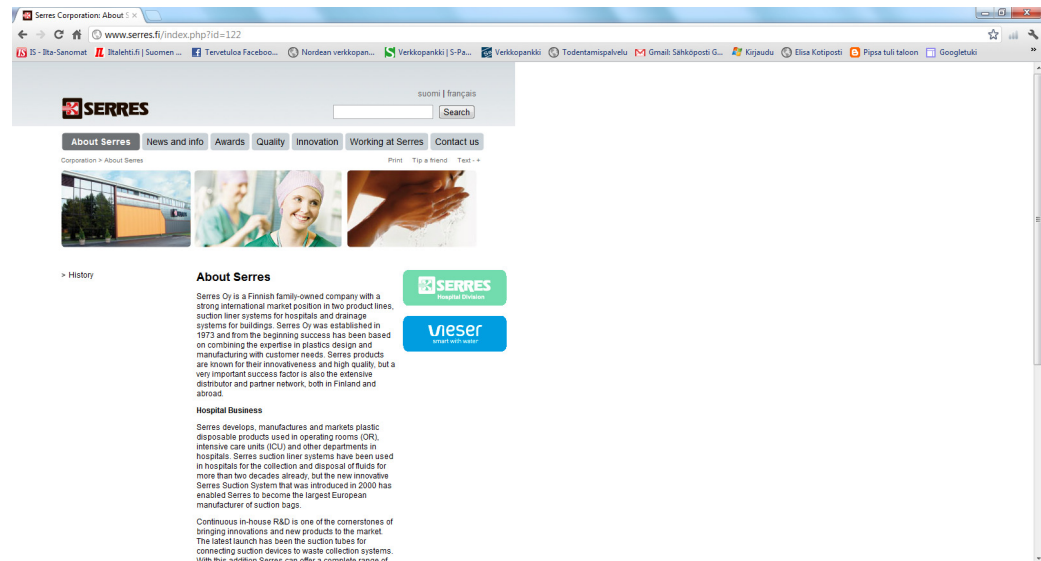 Serres Corporation: About S
www.serres.fi/index.php?id=122
IS IS - Ilta-Sanomat IL Iltalehti.fi | Suomen ... Tervetuloa Faceboo... Nordean verkkopan... Verkkopankki | S-Pa... Verkkopankki Todentamispalvelu Gmail: Sähköposti G... Kirjaudu Elisa Kotiposti Pipsa tuli taloon Googletuki »
suomi | français
SERRES
Search
About Serres News and info Awards Quality Innovation Working at Serres Contact us
Corporation > About Serres Print Tip a friend Text - +
SERRES
> History
About Serres
Serres Oy is a Finnish family-owned company with a
strong international market position in two product lines,
suction liner systems for hospitals and drainage
systems for buildings. Serres Oy was established in
1973 and from the beginning success has been based
on combining the expertise in plastics design and
manufacturing with customer needs. Serres products
are known for their innovativeness and high quality, but a
very important success factor is also the extensive
distributor and partner network, both in Finland and
abroad.
SERRES
Hospital Division
vieser
smart with water
Hospital Business
Serres develops, manufactures and markets plastic
disposable products used in operating rooms (OR),
intensive care units (ICU) and other departments in
hospitals. Serres suction liner systems have been used
in hospitals for the collection and disposal of fluids for
more than two decades already, but the new innovative
Serres Suction System that was introduced in 2000 has
enabled Serres to become the largest European
manufacturer of suction bags.
Continuous in-house R&D is one of the cornerstones of
bringing innovations and new products to the market.
The latest launch has been the suction tubes for
connecting suction devices to waste collection systems.
With this addition Serres can offer a complete range of